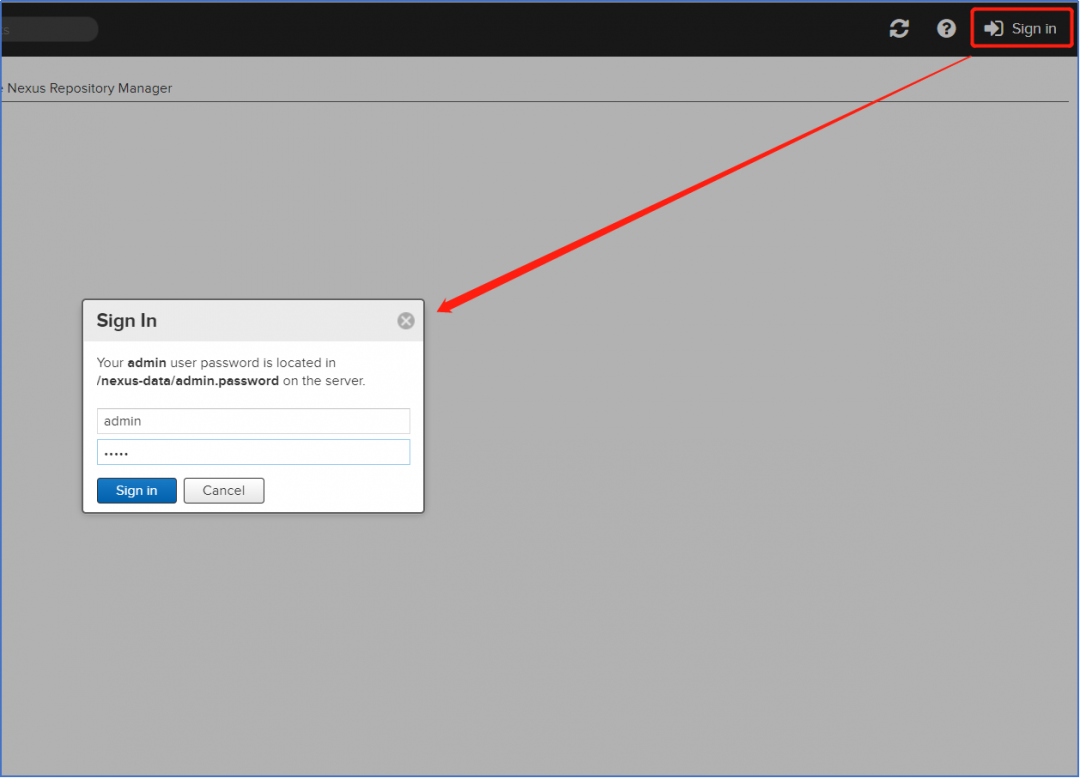 Sign in
Nexus Repository Manager
Sign In
Your admin user password is located in
/nexus-data/admin.password on the server.
admin
•••••
Sign in
Cancel